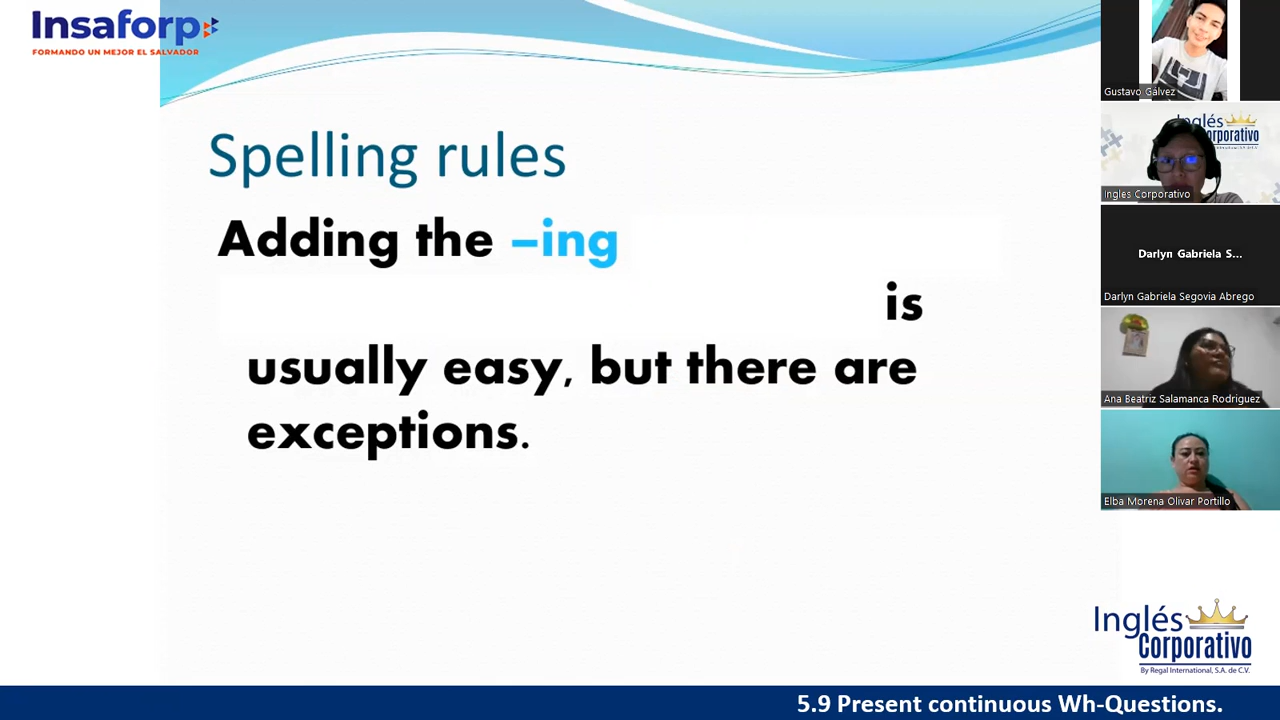 Insaforp
FORMANDO UN MEJOR EL SALVADOR
Spelling rules
Adding the –ing
is
usually easy, but there are
exceptions.
Gustavo Gálvez
Inglés
Corporativo
Ingles Corporativo
Darlyn Gabriela S...
Darlyn Gabriela Segovia Abrego
Ana Beatriz Salamanca Rodriguez
Elba Morena Olivar Portillo
Inglés
Corporativo
By Regal International, S.A. de C.V.
5.9 Present continuous Wh-Questions.